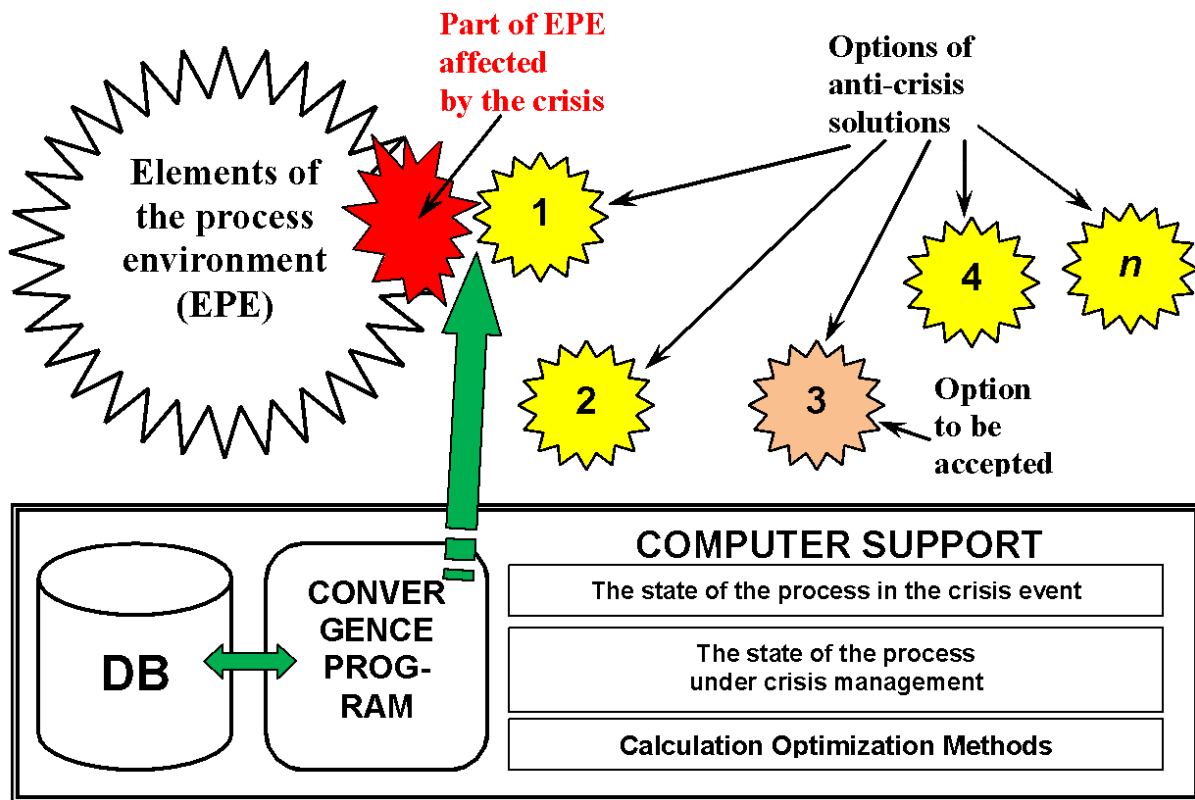 Part of EPE
affected
by the crisis
Options of
anti-crisis
solutions
Elements of
the process
environment
(EPE)
1
2
3
4
n
Option
to be
accepted
COMPUTER SUPPORT
DB
CONVER
GENCE
PROG-
RAM
The state of the process in the crisis event
The state of the process
under crisis management
Calculation Optimization Methods